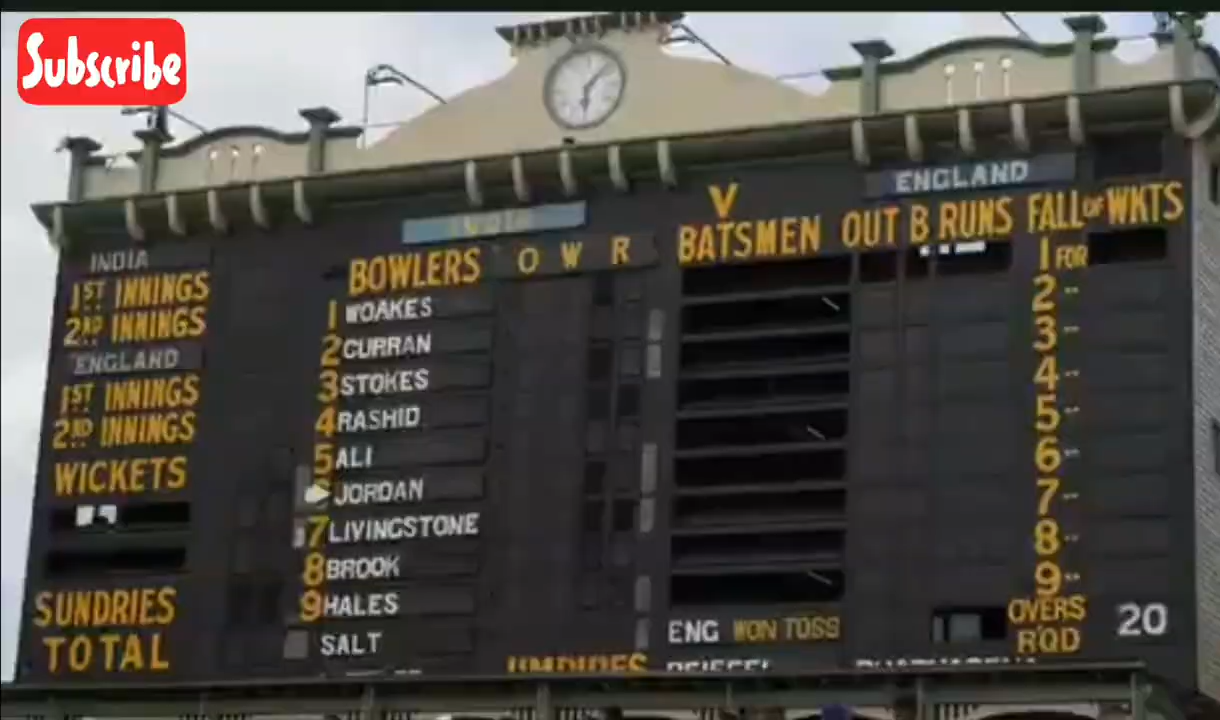 Subscribe
ENGLAND
V
BATSMEN OUT B RUNS FALL OF WKTS
INDIA
BOWLERS O W R
1ST INNINGS
2ND INNINGS
ENGLAND
1ST INNINGS
2ND INNINGS
WICKETS
SUNDRIES
TOTAL
1 WOAKES
2 CURRAN
3 STOKES
4 RASHID
5 ALI
JORDAN
7 LIVINGSTONE
8 BROOK
9 HALES
SALT
1 FOR
2 "
3 "
4 "
5 "
6 "
7 "
8 "
9 "
OVERS
RQD 20
ENG WON TOSS
UMPIRES